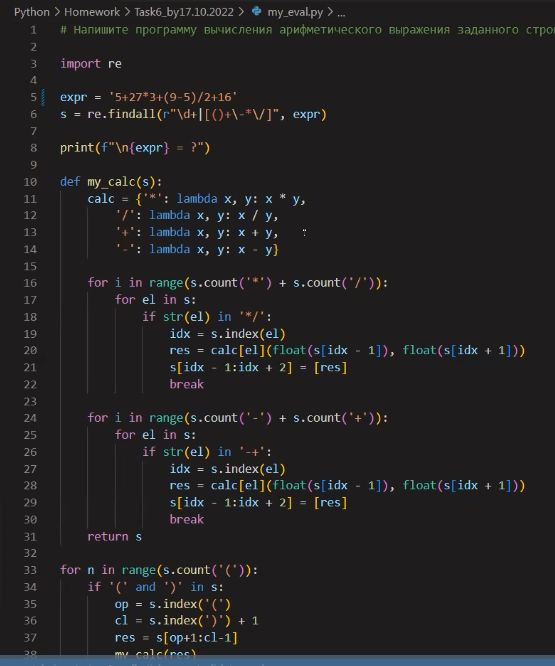 Python > Homework > Task6_by17.10.2022 > my_eval.py > ...
1 # Напишите программу вычисления арифметического выражения заданного
2
3 import re
4
5 expr = '5+27*3+(9-5)/2+16'
6 s = re.findall(r"\d+|[()+\-*\/]", expr)
7
8 print(f"\n{expr} = ?")
9
10 def my_calc(s):
11 calc = {'*': lambda x, y: x * y,
12 '/': lambda x, y: x / y,
13 '+': lambda x, y: x + y,
14 '-': lambda x, y: x - y}
15
16 for i in range(s.count('*') + s.count('/')):
17 for el in s:
18 if str(el) in '*/':
19 idx = s.index(el)
20 res = calc[el](float(s[idx - 1]), float(s[idx + 1]))
21 s[idx - 1:idx + 2] = [res]
22 break
23
24 for i in range(s.count('-') + s.count('+')):
25 for el in s:
26 if str(el) in '-+':
27 idx = s.index(el)
28 res = calc[el](float(s[idx - 1]), float(s[idx + 1]))
29 s[idx - 1:idx + 2] = [res]
30 break
31 return s
32
33 for n in range(s.count('(')):
34 if '(' and ')' in s:
35 op = s.index('(')
36 cl = s.index(')') + 1
37 res = s[op+1:cl-1]
38 my_calc(res)